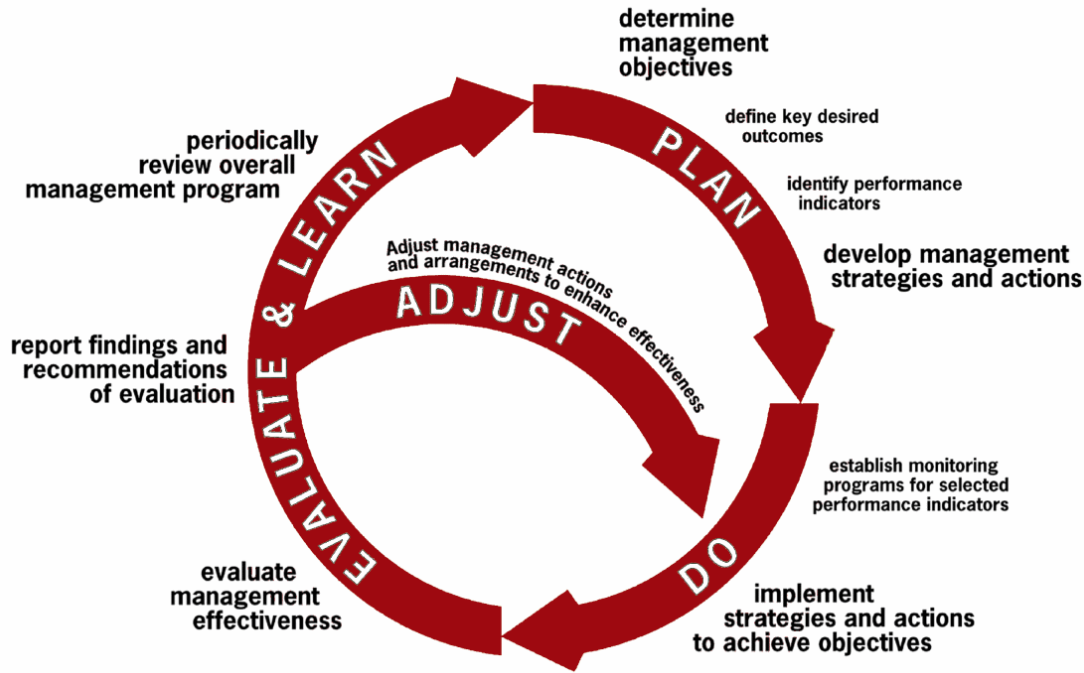 determine
management
objectives
define key desired
outcomes
PLAN
identify performance
indicators
develop management
strategies and actions
establish monitoring
programs for selected
performance indicators
DO
implement
strategies and actions
to achieve objectives
evaluate
management
effectiveness
EVALUATE & LEARN
report findings and
recommendations
of evaluation
periodically
review overall
management program
Adjust management actions
and arrangements to enhance effectiveness
ADJUST